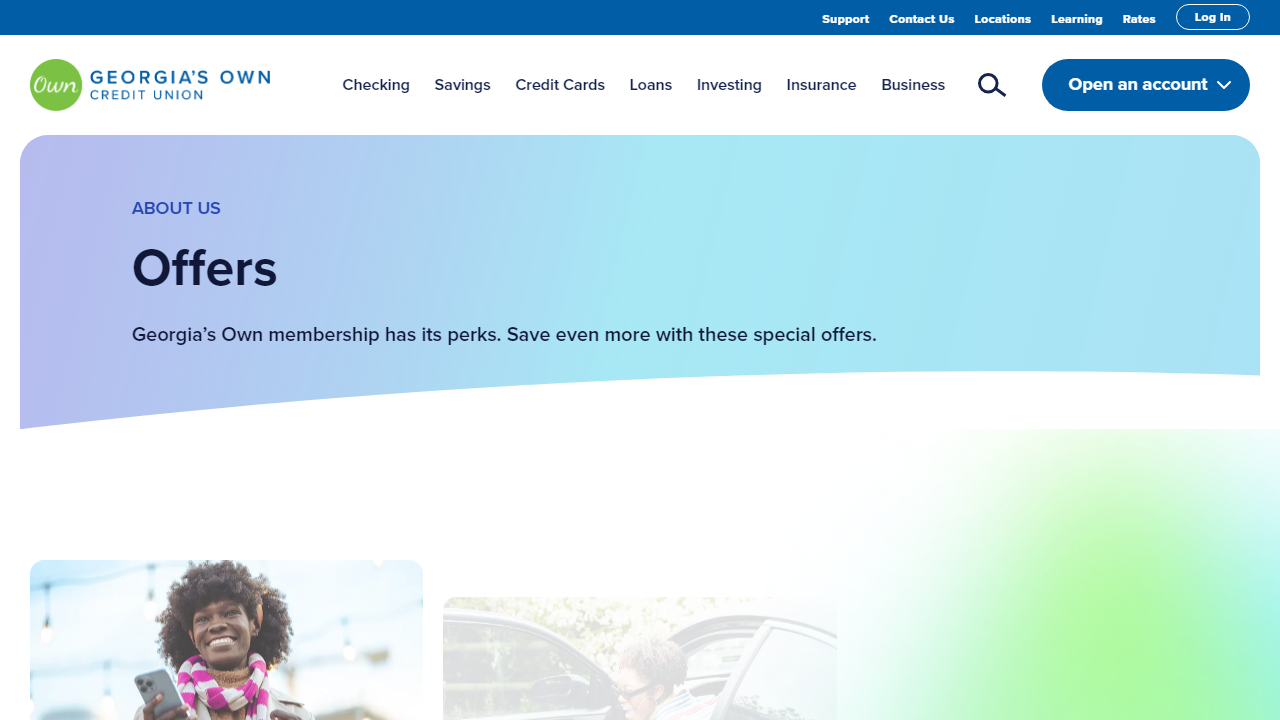 Support Contact Us Locations Learning Rates Log In
Own GEORGIA'S OWN
CREDIT UNION
Checking Savings Credit Cards Loans Investing Insurance Business Open an account
ABOUT US
Offers
Georgia’s Own membership has its perks. Save even more with these special offers.